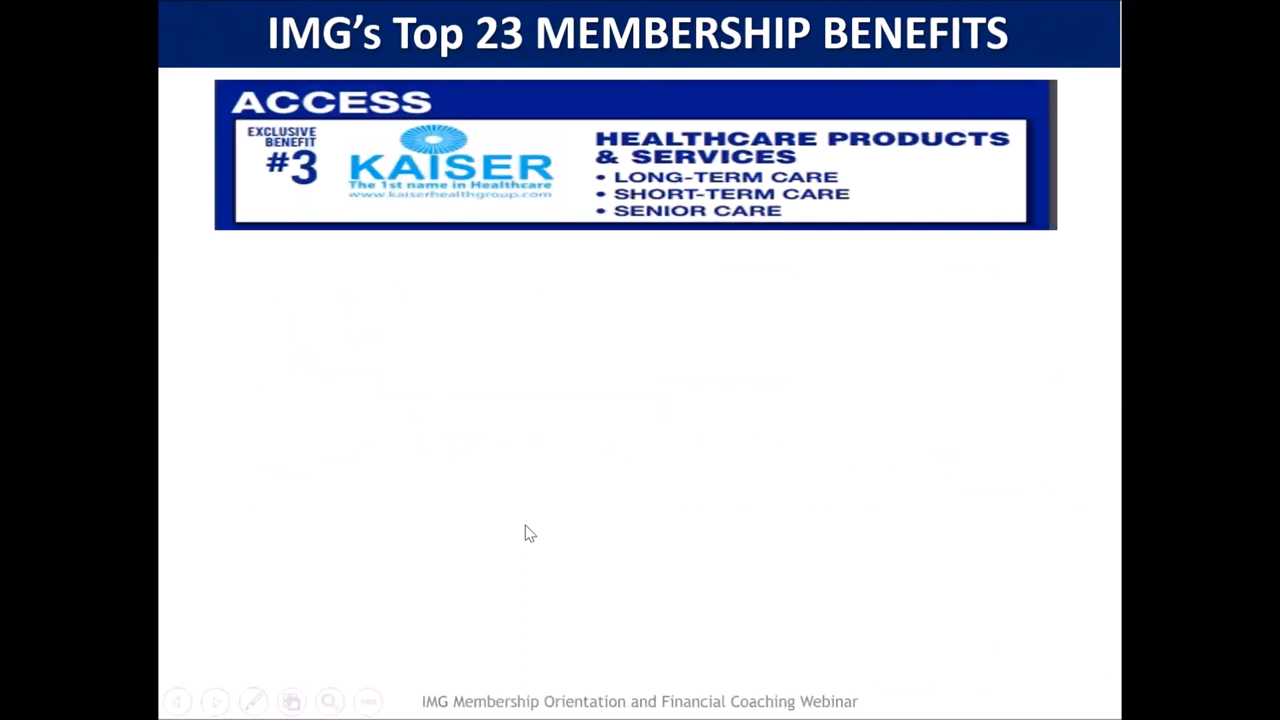 IMG's Top 23 MEMBERSHIP BENEFITS
ACCESS
EXCLUSIVE
BENEFIT
#3
KAISER
The 1st name in Healthcare
www.kaiserhealthgroup.com
HEALTHCARE PRODUCTS
& SERVICES
• LONG-TERM CARE
• SHORT-TERM CARE
• SENIOR CARE
IMG Membership Orientation and Financial Coaching Webinar